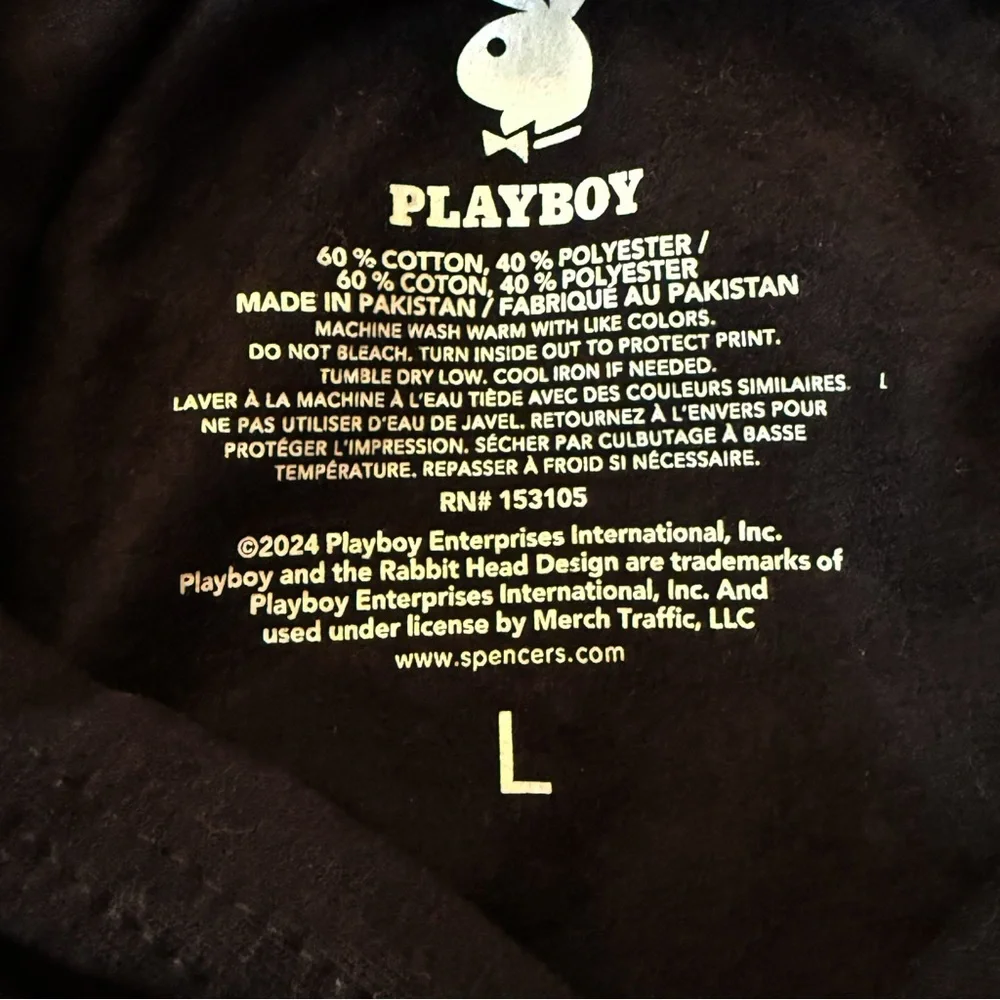 PLAYBOY
60 % COTTON, 40 % POLYESTER /
60 % COTON, 40 % POLYESTER
MADE IN PAKISTAN / FABRIQUÉ AU PAKISTAN
MACHINE WASH WARM WITH LIKE COLORS.
DO NOT BLEACH. TURN INSIDE OUT TO PROTECT PRINT.
TUMBLE DRY LOW. COOL IRON IF NEEDED.
LAVER À LA MACHINE À L'EAU TIÈDE AVEC DES COULEURS SIMILAIRES. L
NE PAS UTILISER D'EAU DE JAVEL. RETOURNEZ À L'ENVERS POUR
PROTÉGER L'IMPRESSION. SÉCHER PAR CULBUTAGE À BASSE
TEMPÉRATURE. REPASSER À FROID SI NÉCESSAIRE.
RN# 153105
©2024 Playboy Enterprises International, Inc.
Playboy and the Rabbit Head Design are trademarks of
Playboy Enterprises International, Inc. And
used under license by Merch Traffic, LLC
www.spencers.com
L